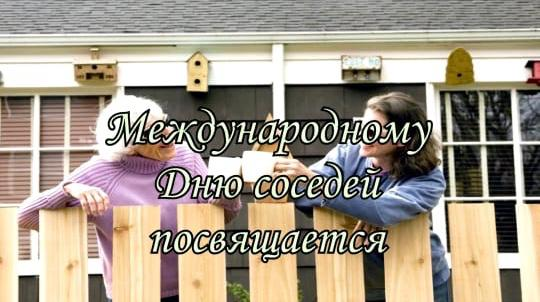 Международному
Дню соседей
посвящается